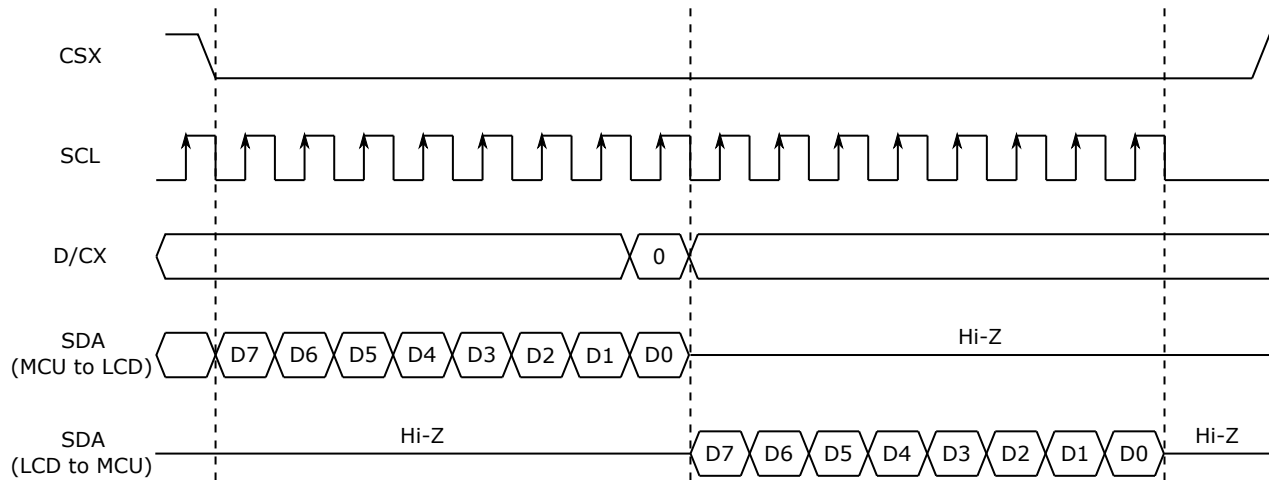 CSX
SCL
D/CX
0
SDA
(MCU to LCD)
D7 D6 D5 D4 D3 D2 D1 D0
Hi-Z
SDA
(LCD to MCU)
Hi-Z
D7 D6 D5 D4 D3 D2 D1 D0
Hi-Z